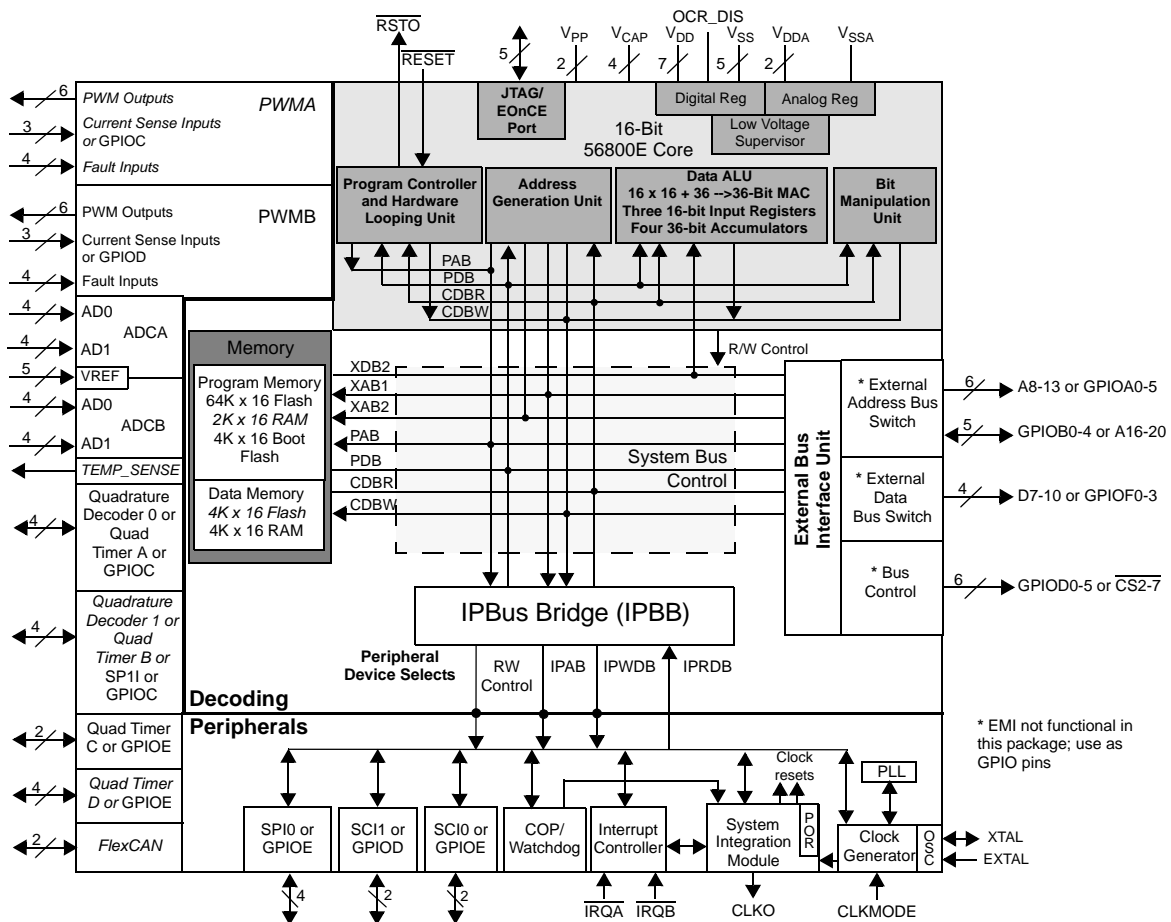 RSTO
RESET
5
V_PP
2
V_CAP
4
V_DD
7
OCR_DIS
V_SS
5
V_DDA
2
V_SSA
6
PWM Outputs
PWMA
3
Current Sense Inputs
or GPIOC
4
Fault Inputs
6
PWM Outputs
PWMB
3
Current Sense Inputs
or GPIOD
4
Fault Inputs
4
AD0
ADCA
4
AD1
5
VREF
4
AD0
ADCB
4
AD1
TEMP_SENSE
4
Quadrature
Decoder 0 or
Quad
Timer A or
GPIOC
4
Quadrature
Decoder 1 or
Quad
Timer B or
SP1I or
GPIOC
2
Quad Timer
C or GPIOE
4
Quad Timer
D or GPIOE
2
FlexCAN
JTAG/
EOnCE
Port
Digital Reg
Analog Reg
Low Voltage
Supervisor
16-Bit
56800E Core
Program Controller
and Hardware
Looping Unit
Address
Generation Unit
Data ALU
16 x 16 + 36 -->36-Bit MAC
Three 16-bit Input Registers
Four 36-bit Accumulators
Bit
Manipulation
Unit
PAB
PDB
CDBR
CDBW
R/W Control
Memory
Program Memory
64K x 16 Flash
2K x 16 RAM
4K x 16 Boot
Flash
Data Memory
4K x 16 Flash
4K x 16 RAM
XDB2
XAB1
XAB2
PAB
PDB
CDBR
CDBW
System Bus
Control
External Bus
Interface Unit
* External
Address Bus
Switch
* External
Data
Bus Switch
* Bus
Control
6
A8-13 or GPIOA0-5
5
GPIOB0-4 or A16-20
4
D7-10 or GPIOF0-3
6
GPIOD0-5 or CS2-7
IPBus Bridge (IPBB)
Peripheral
Device Selects
RW
Control
IPAB
IPWDB
IPRDB
Decoding
Peripherals
* EMI not functional in
this package; use as
GPIO pins
Clock
resets
PLL
SPI0 or
GPIOE
SCI1 or
GPIOD
SCI0 or
GPIOE
COP/
Watchdog
Interrupt
Controller
System
Integration
Module
POR
Clock
Generator
OSC
XTAL
EXTAL
4
2
2
IRQA
IRQB
CLKO
CLKMODE